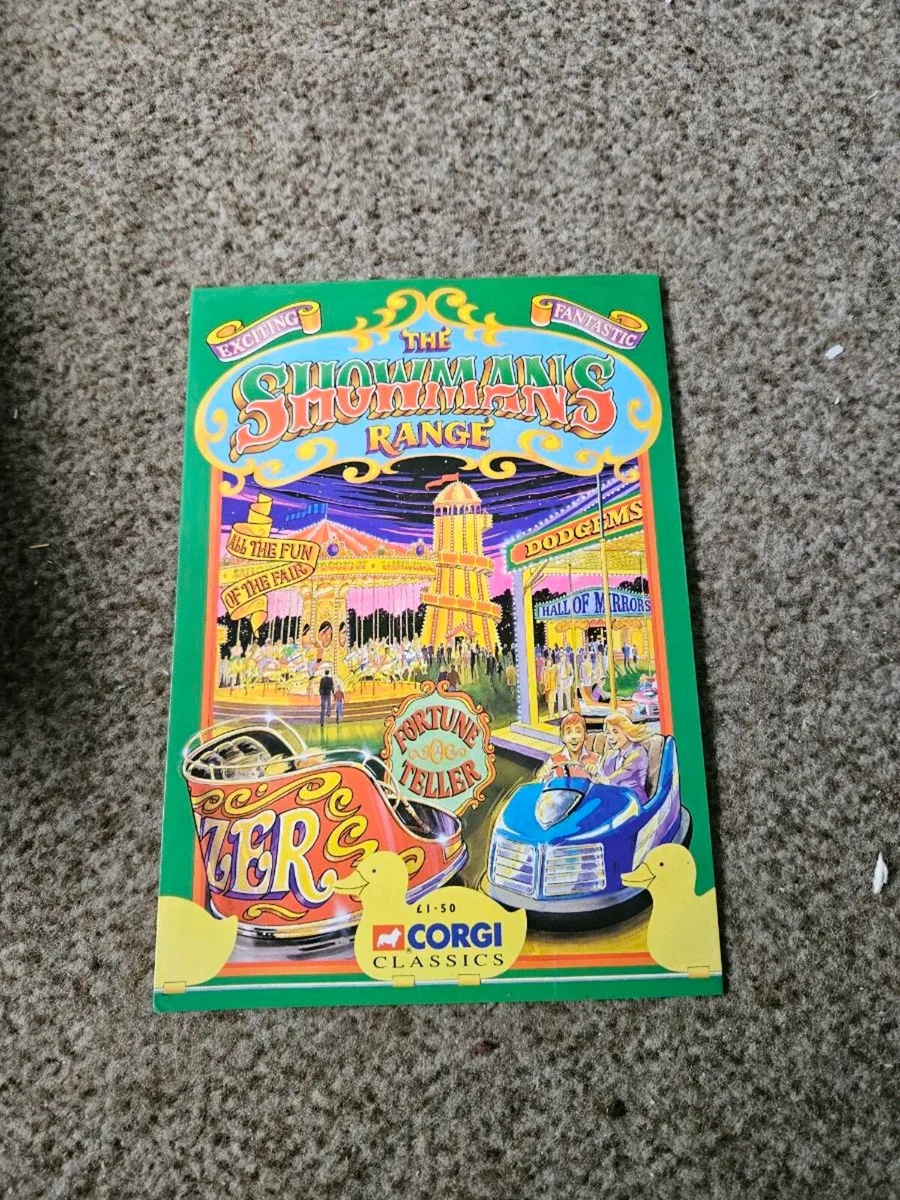 EXCITING
FANTASTIC
THE
SHOWMANS
RANGE
ALL THE FUN
OF THE FAIR
DODGEMS
HALL OF MIRRORS
FORTUNE
TELLER
ZER
£1·50
CORGI
CLASSICS